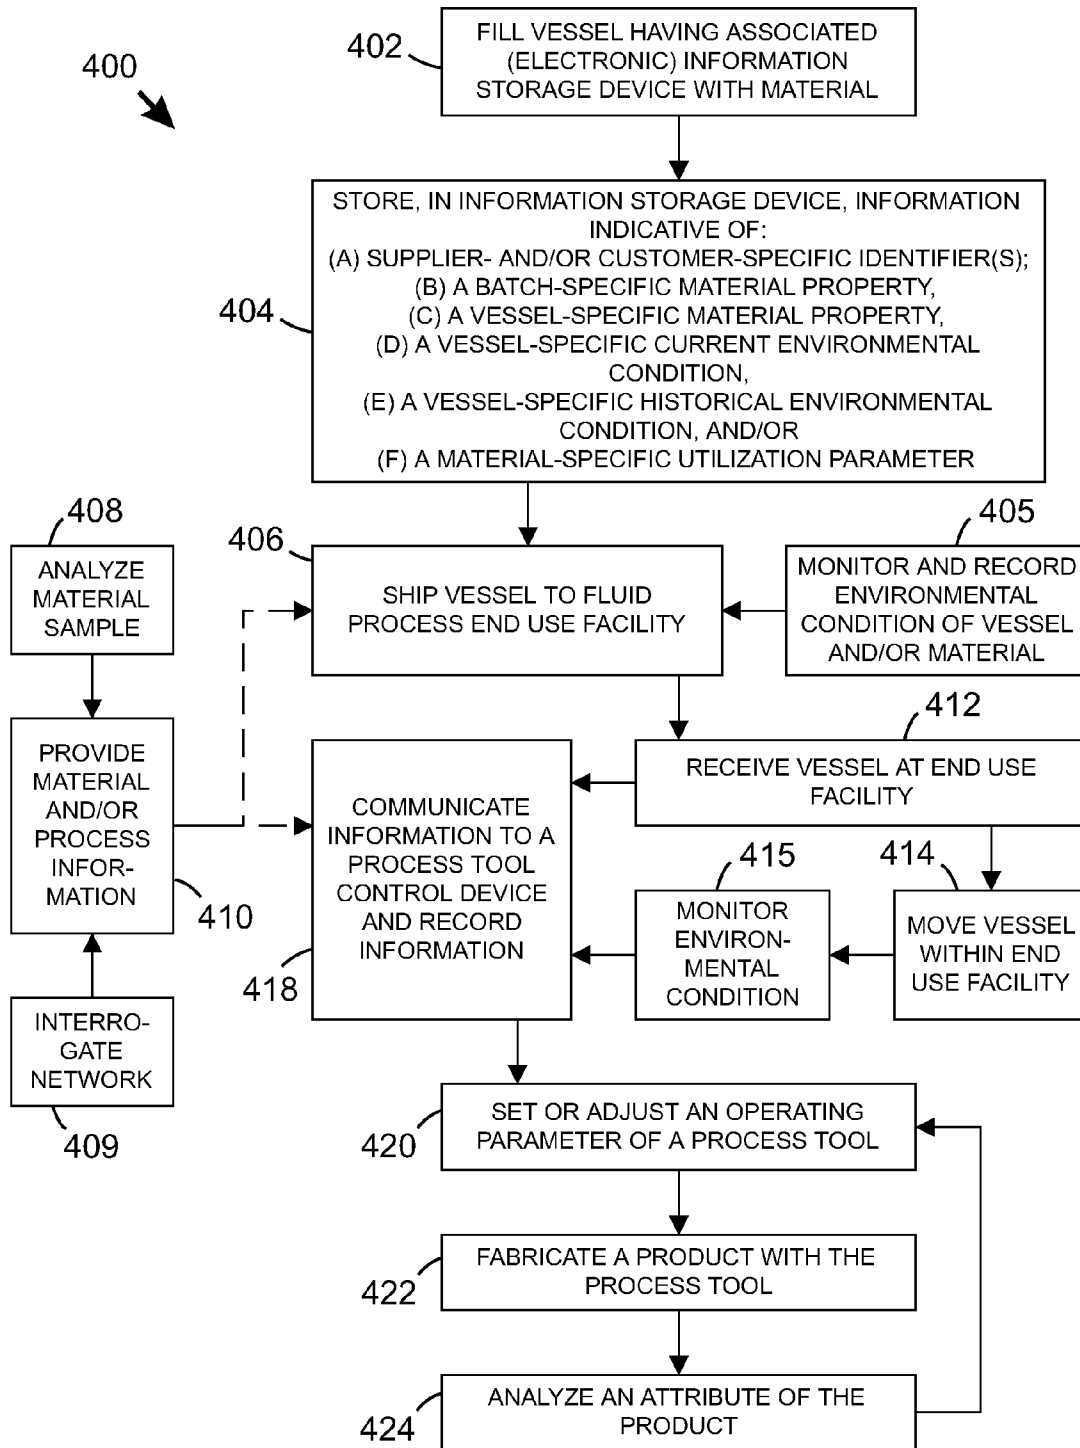 400
402
FILL VESSEL HAVING ASSOCIATED
(ELECTRONIC) INFORMATION
STORAGE DEVICE WITH MATERIAL
404
STORE, IN INFORMATION STORAGE DEVICE, INFORMATION
INDICATIVE OF:
(A) SUPPLIER- AND/OR CUSTOMER-SPECIFIC IDENTIFIER(S);
(B) A BATCH-SPECIFIC MATERIAL PROPERTY,
(C) A VESSEL-SPECIFIC MATERIAL PROPERTY,
(D) A VESSEL-SPECIFIC CURRENT ENVIRONMENTAL
CONDITION,
(E) A VESSEL-SPECIFIC HISTORICAL ENVIRONMENTAL
CONDITION, AND/OR
(F) A MATERIAL-SPECIFIC UTILIZATION PARAMETER
408
ANALYZE
MATERIAL
SAMPLE
406
SHIP VESSEL TO FLUID
PROCESS END USE FACILITY
405
MONITOR AND RECORD
ENVIRONMENTAL
CONDITION OF VESSEL
AND/OR MATERIAL
410
PROVIDE
MATERIAL
AND/OR
PROCESS
INFOR-
MATION
412
RECEIVE VESSEL AT END USE
FACILITY
418
COMMUNICATE
INFORMATION TO A
PROCESS TOOL
CONTROL DEVICE
AND RECORD
INFORMATION
415
MONITOR
ENVIRON-
MENTAL
CONDITION
414
MOVE VESSEL
WITHIN END
USE FACILITY
INTERRO-
GATE
NETWORK
409
420
SET OR ADJUST AN OPERATING
PARAMETER OF A PROCESS TOOL
422
FABRICATE A PRODUCT WITH THE
PROCESS TOOL
424
ANALYZE AN ATTRIBUTE OF THE
PRODUCT